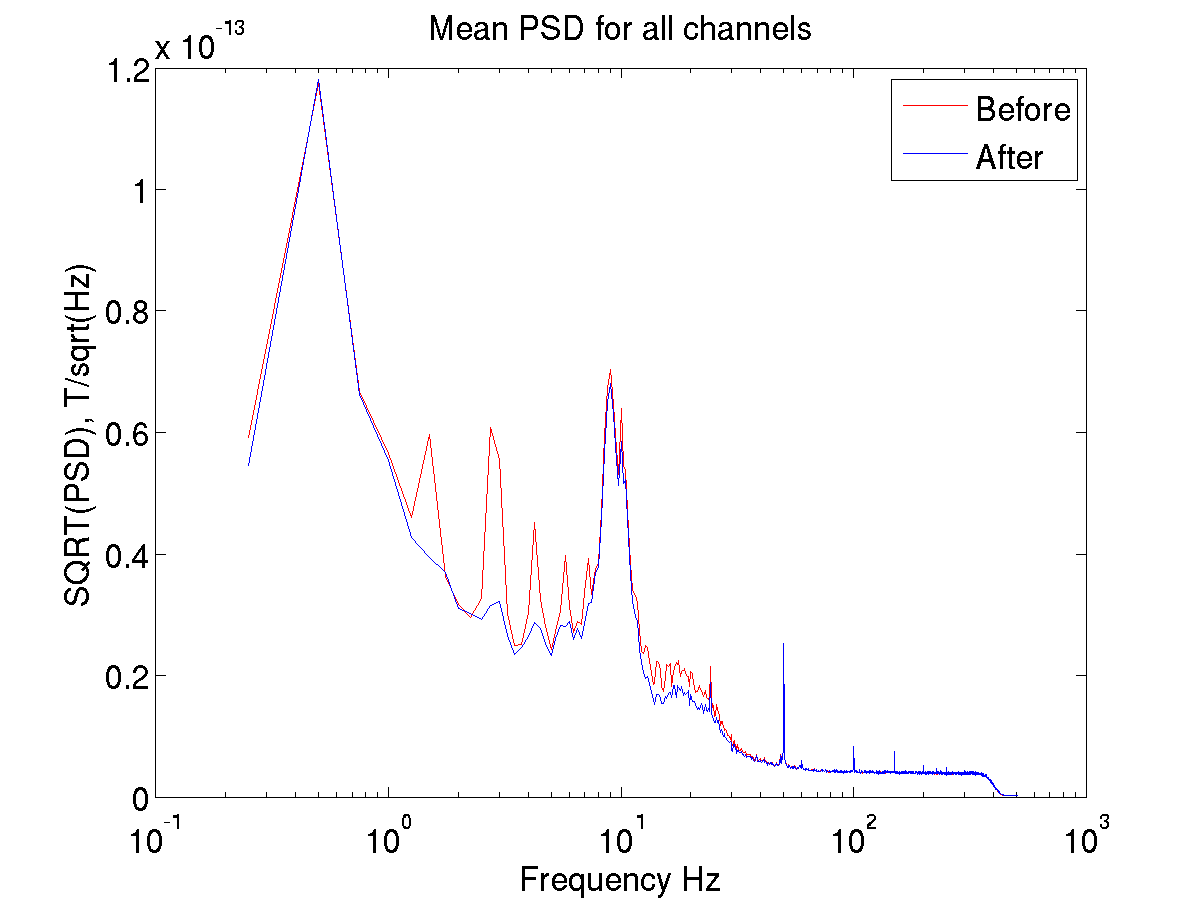 Mean PSD for all channels
x 10^-13
Before
After
1.2
1
0.8
0.6
0.4
0.2
0
SQRT(PSD), T/sqrt(Hz)
10^-1
10^0
10^1
10^2
10^3
Frequency Hz